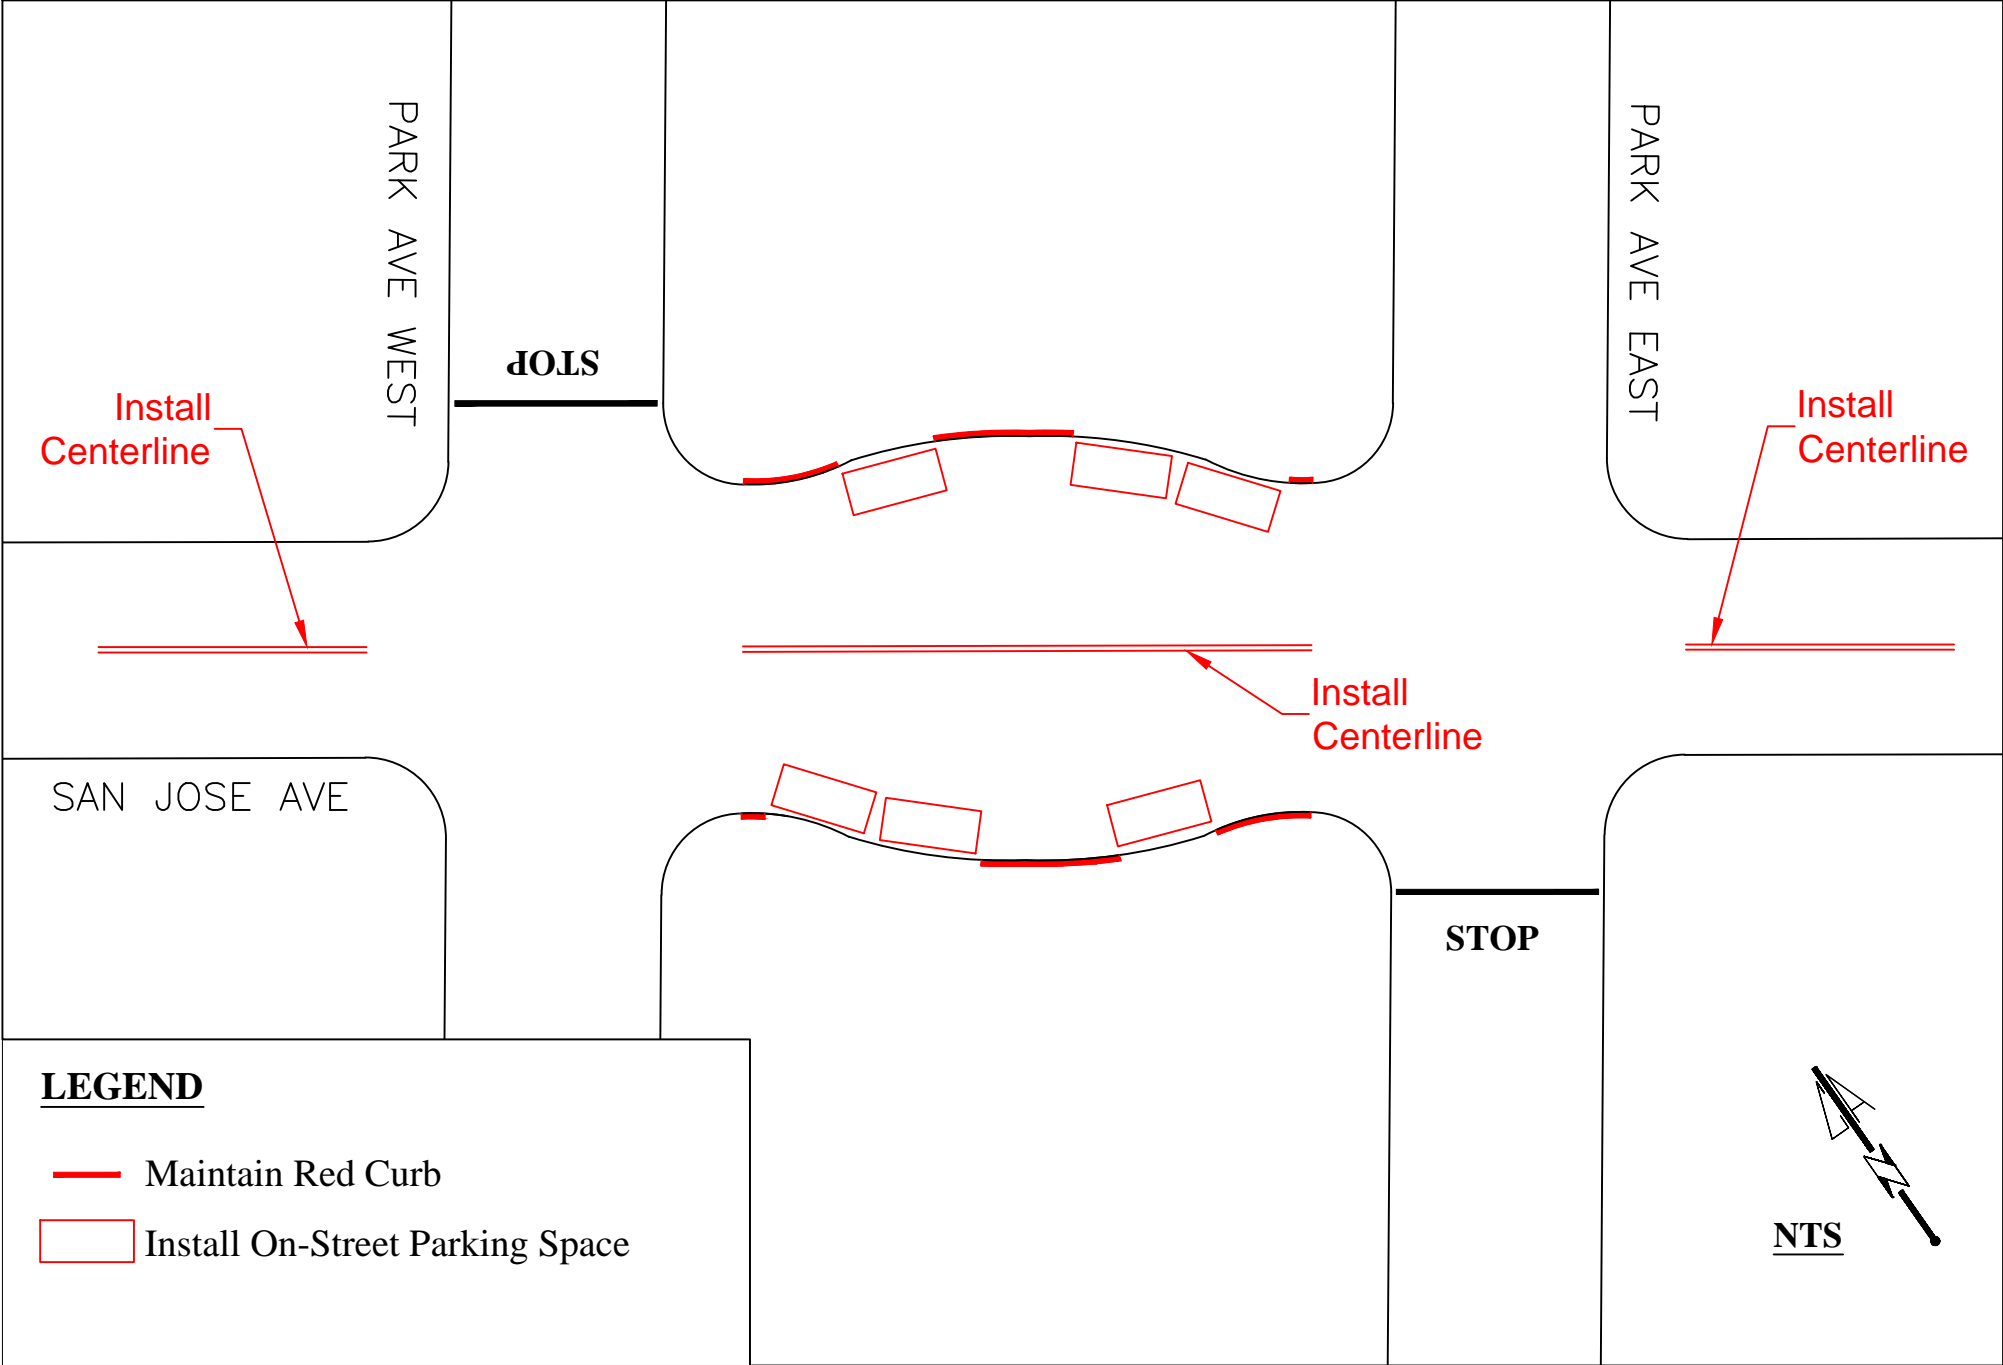 PARK AVE WEST
PARK AVE EAST
STOP
Install
Centerline
Install
Centerline
Install
Centerline
SAN JOSE AVE
STOP
LEGEND
Maintain Red Curb
Install On-Street Parking Space
NTS